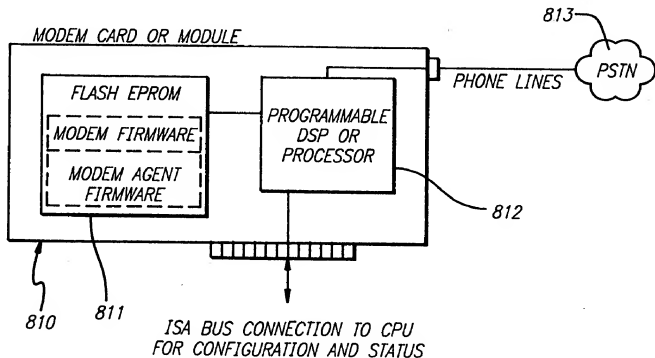 MODEM CARD OR MODULE
813
PSTN
PHONE LINES
FLASH EPROM
MODEM FIRMWARE
MODEM AGENT
FIRMWARE
PROGRAMMABLE
DSP OR
PROCESSOR
812
810
811
ISA BUS CONNECTION TO CPU
FOR CONFIGURATION AND STATUS